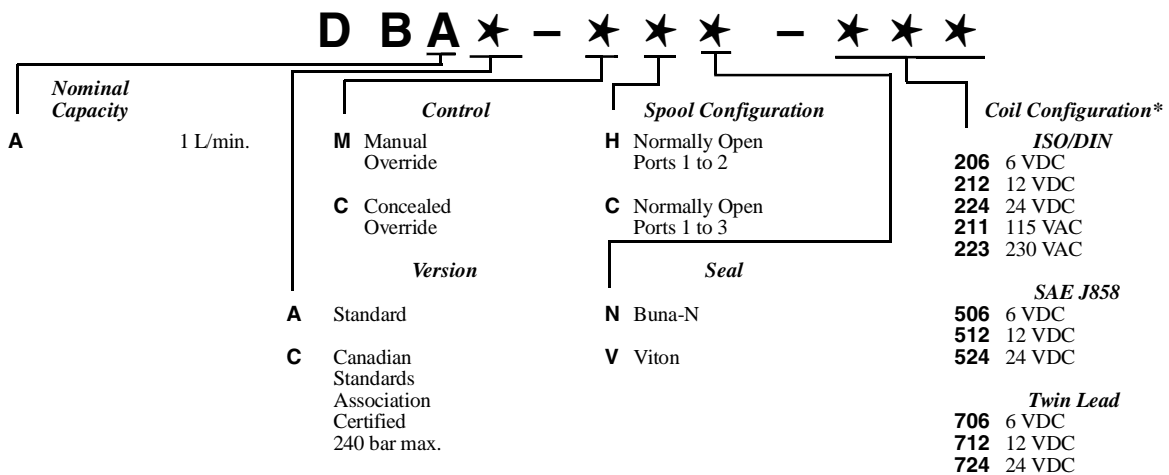 D B A ★ – ★ ★ ★ – ★ ★ ★
Nominal
Capacity
A 1 L/min.
Control
M Manual
Override
C Concealed
Override
Version
A Standard
C Canadian
Standards
Association
Certified
240 bar max.
Spool Configuration
H Normally Open
Ports 1 to 2
C Normally Open
Ports 1 to 3
Seal
N Buna-N
V Viton
Coil Configuration*
ISO/DIN
206 6 VDC
212 12 VDC
224 24 VDC
211 115 VAC
223 230 VAC
SAE J858
506 6 VDC
512 12 VDC
524 24 VDC
Twin Lead
706 6 VDC
712 12 VDC
724 24 VDC